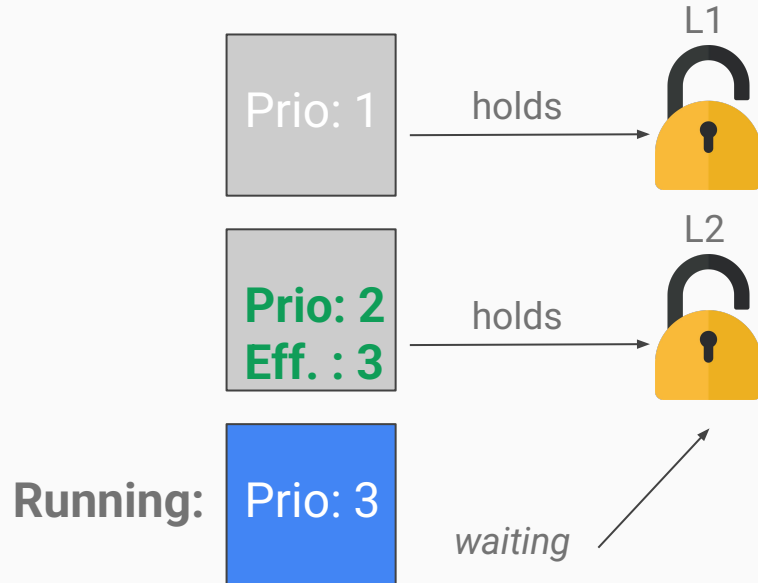 L1
Prio: 1
holds
L2
Prio: 2
Eff. : 3
holds
Running:
Prio: 3
waiting